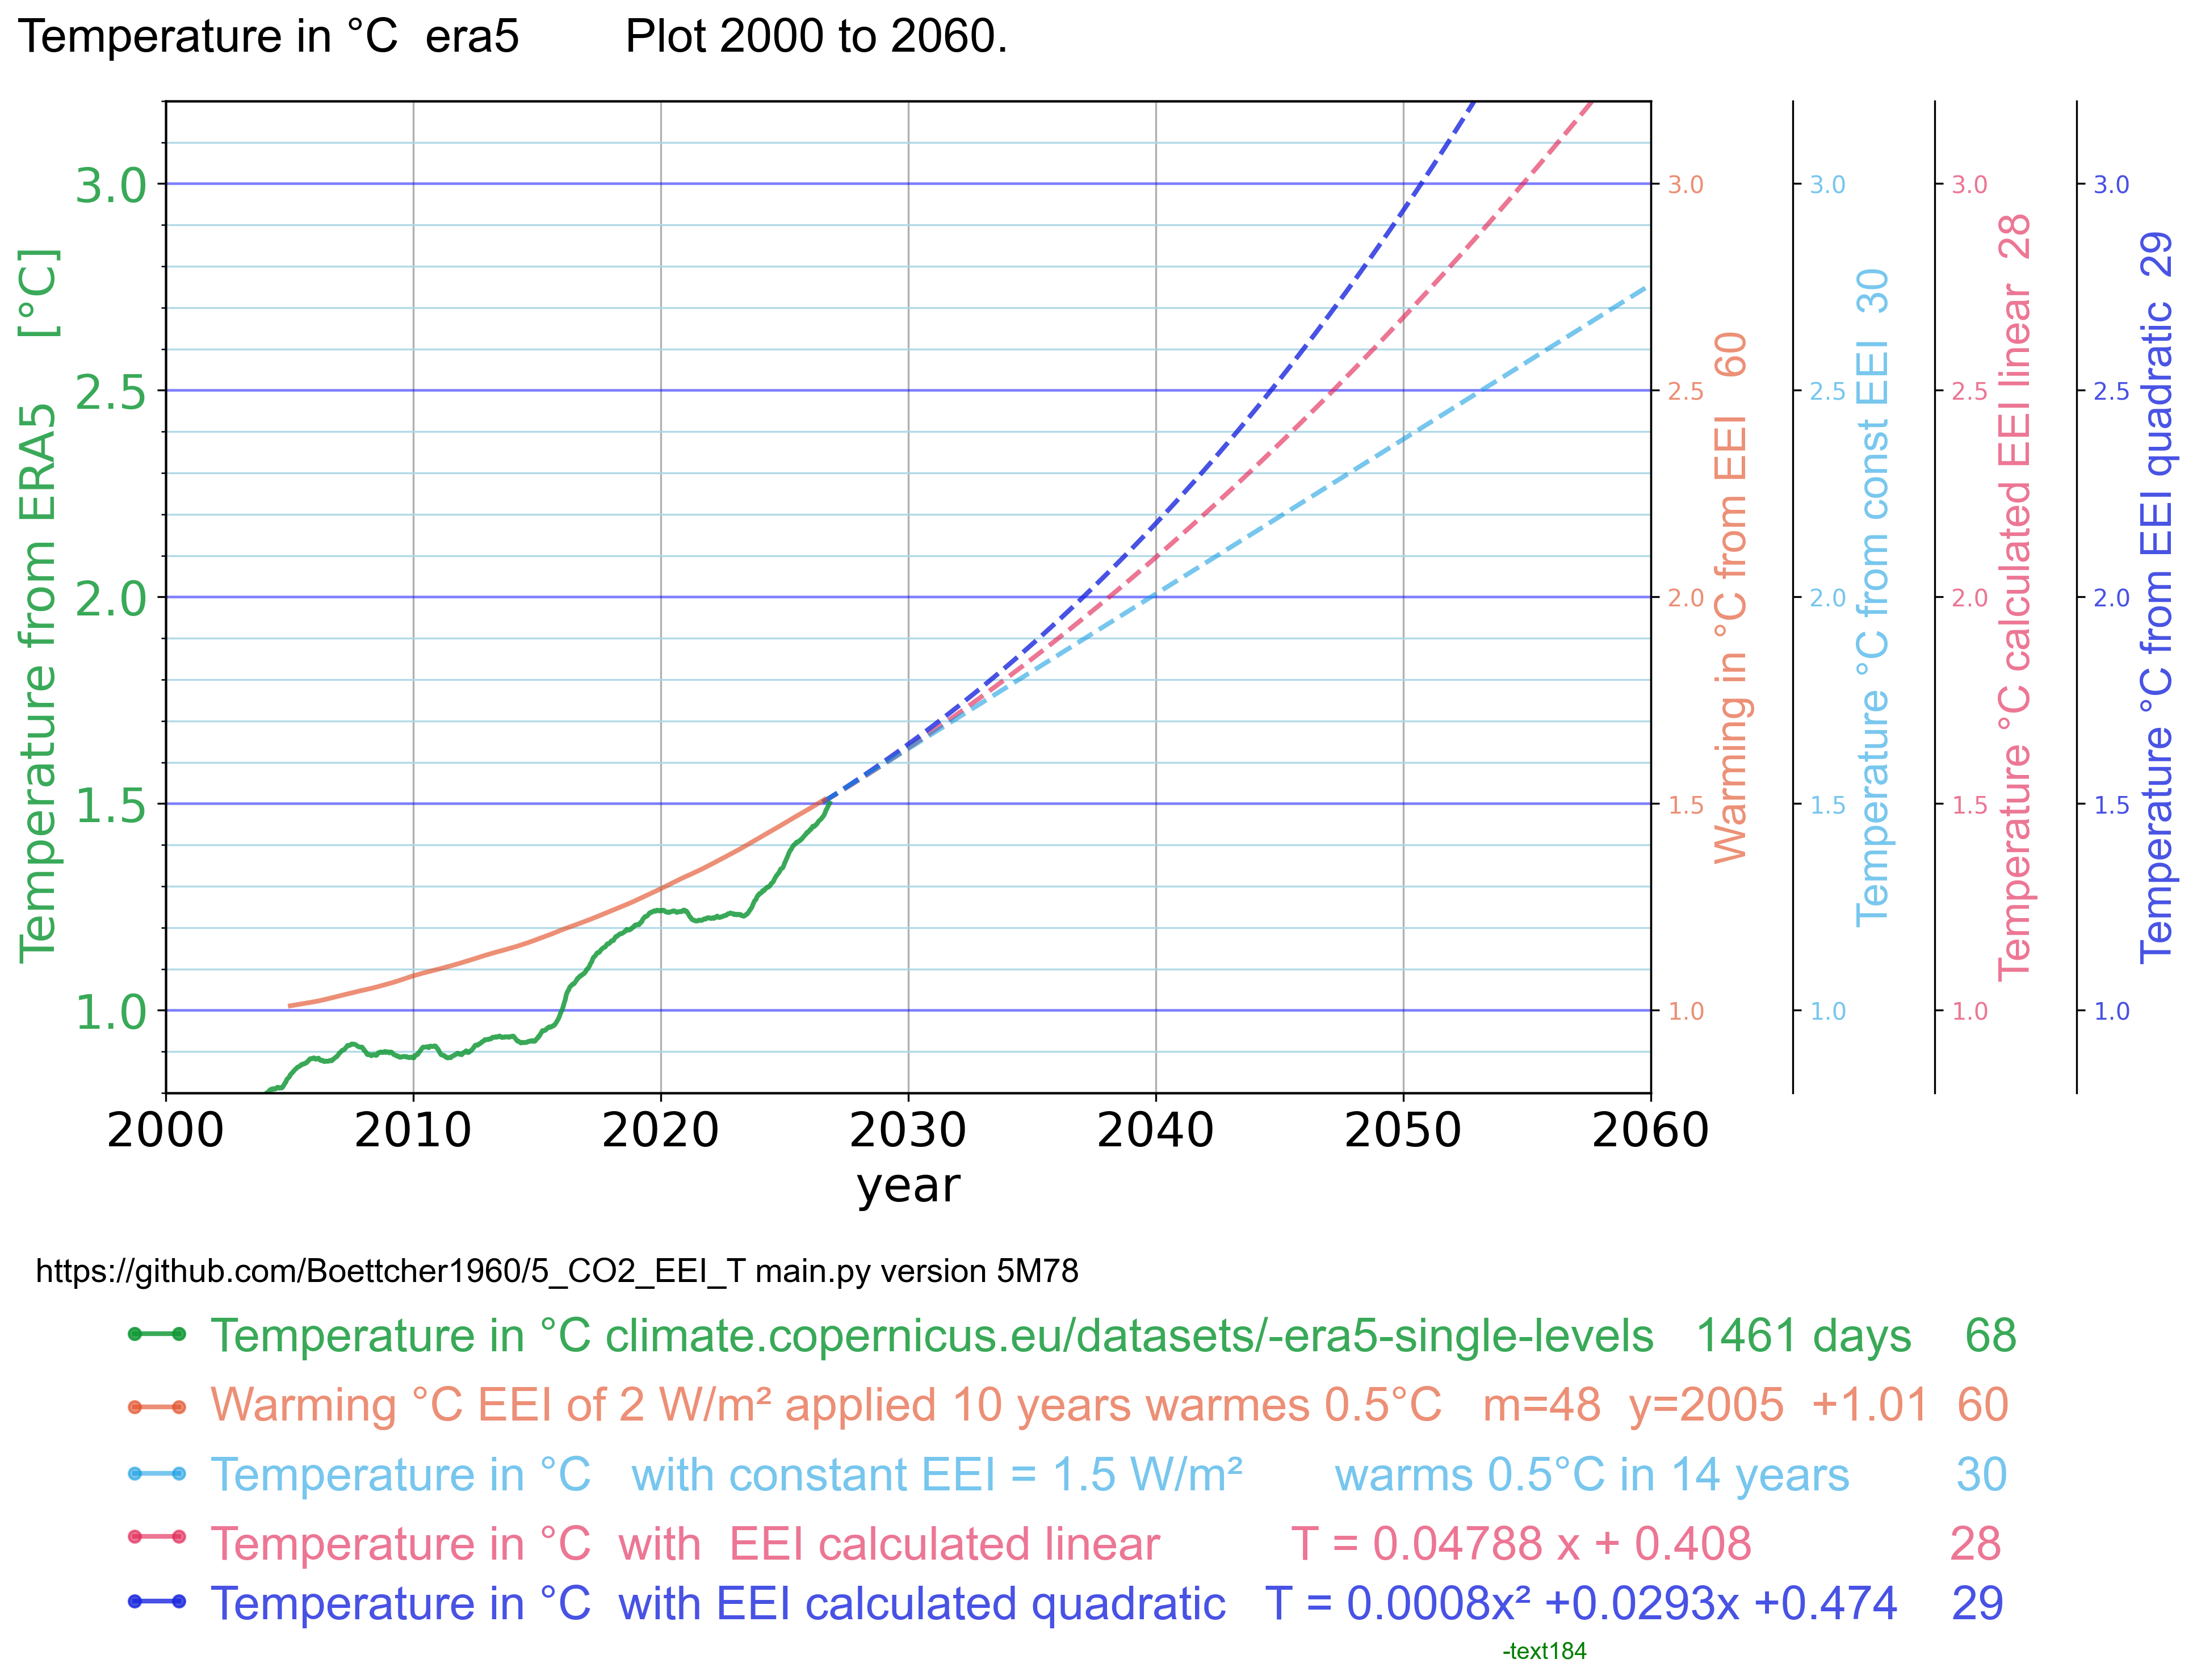 Temperature in °C  era5        Plot 2000 to 2060.
Temperature from ERA5   [°C]
3.0
2.5
2.0
1.5
1.0
2000 2010 2020 2030 2040 2050 2060
year
3.0
2.5
2.0
1.5
1.0
Warming in °C from EEI   60
3.0
2.5
2.0
1.5
1.0
Temperature °C from const EEI  30
3.0
2.5
2.0
1.5
1.0
Temperature °C calculated EEI linear  28
3.0
2.5
2.0
1.5
1.0
Temperature °C from EEI quadratic  29
https://github.com/Boettcher1960/5_CO2_EEI_T main.py version 5M78
Temperature in °C climate.copernicus.eu/datasets/-era5-single-levels   1461 days    68
Warming °C EEI of 2 W/m² applied 10 years warmes 0.5°C   m=48  y=2005  +1.01  60
Temperature in °C   with constant EEI = 1.5 W/m²       warms 0.5°C in 14 years        30
Temperature in °C  with  EEI calculated linear          T = 0.04788 x + 0.408               28
Temperature in °C  with EEI calculated quadratic   T = 0.0008x² +0.0293x +0.474    29
-text184